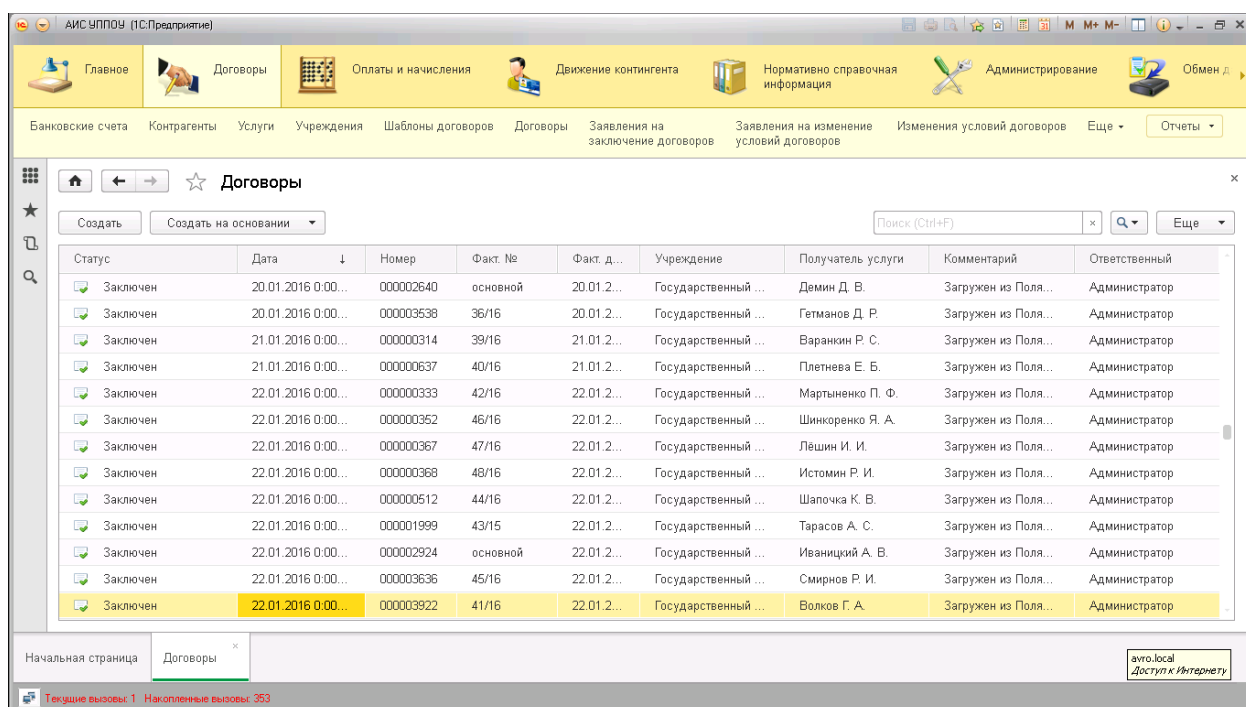 АИС УППОУ (1С:Предприятие)
M M+ M-
Главное Договоры Оплаты и начисления Движение контингента Нормативно справочная информация Администрирование Обмен д
Банковские счета Контрагенты Услуги Учреждения Шаблоны договоров Договоры Заявления на заключение договоров Заявления на изменение условий договоров Изменения условий договоров Еще Отчеты
Договоры
Создать Создать на основании Поиск (Ctrl+F) × Еще
Статус Дата ↓ Номер Факт. № Факт. д... Учреждение Получатель услуги Комментарий Ответственный
Заключен 20.01.2016 0:00... 000002640 основной 20.01.2... Государственный ... Демин Д. В. Загружен из Поля... Администратор
Заключен 20.01.2016 0:00... 000003538 36/16 20.01.2... Государственный ... Гетманов Д. Р. Загружен из Поля... Администратор
Заключен 21.01.2016 0:00... 000000314 39/16 21.01.2... Государственный ... Варанкин Р. С. Загружен из Поля... Администратор
Заключен 21.01.2016 0:00... 000000637 40/16 21.01.2... Государственный ... Плетнева Е. Б. Загружен из Поля... Администратор
Заключен 22.01.2016 0:00... 000000333 42/16 22.01.2... Государственный ... Мартыненко П. Ф. Загружен из Поля... Администратор
Заключен 22.01.2016 0:00... 000000352 46/16 22.01.2... Государственный ... Шинкоренко Я. А. Загружен из Поля... Администратор
Заключен 22.01.2016 0:00... 000000367 47/16 22.01.2... Государственный ... Лёшин И. И. Загружен из Поля... Администратор
Заключен 22.01.2016 0:00... 000000368 48/16 22.01.2... Государственный ... Истомин Р. И. Загружен из Поля... Администратор
Заключен 22.01.2016 0:00... 000000512 44/16 22.01.2... Государственный ... Шапочка К. В. Загружен из Поля... Администратор
Заключен 22.01.2016 0:00... 000001999 43/15 22.01.2... Государственный ... Тарасов А. С. Загружен из Поля... Администратор
Заключен 22.01.2016 0:00... 000002924 основной 22.01.2... Государственный ... Иваницкий А. В. Загружен из Поля... Администратор
Заключен 22.01.2016 0:00... 000003636 45/16 22.01.2... Государственный ... Смирнов Р. И. Загружен из Поля... Администратор
Заключен 22.01.2016 0:00... 000003922 41/16 22.01.2... Государственный ... Волков Г. А. Загружен из Поля... Администратор
Начальная страница Договоры
avro.local
Доступ к Интернету
Текущие вызовы: 1 Накопленные вызовы: 353